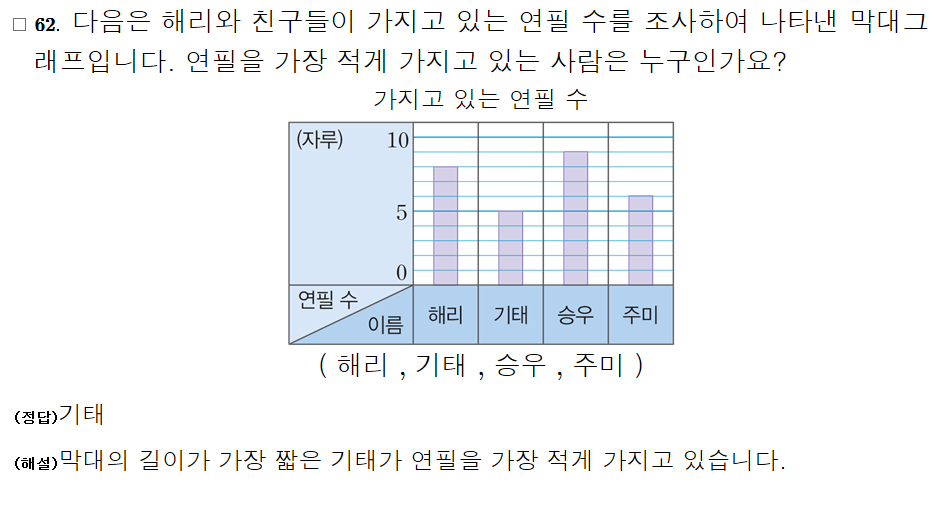 □ 62. 다음은 해리와 친구들이 가지고 있는 연필 수를 조사하여 나타낸 막대그
래프입니다. 연필을 가장 적게 가지고 있는 사람은 누구인가요?
가지고 있는 연필 수
(자루) 10
5
0
연필 수
이름 해리 기태 승우 주미
( 해리 , 기태 , 승우 , 주미 )
(정답)기태
(해설)막대의 길이가 가장 짧은 기태가 연필을 가장 적게 가지고 있습니다.